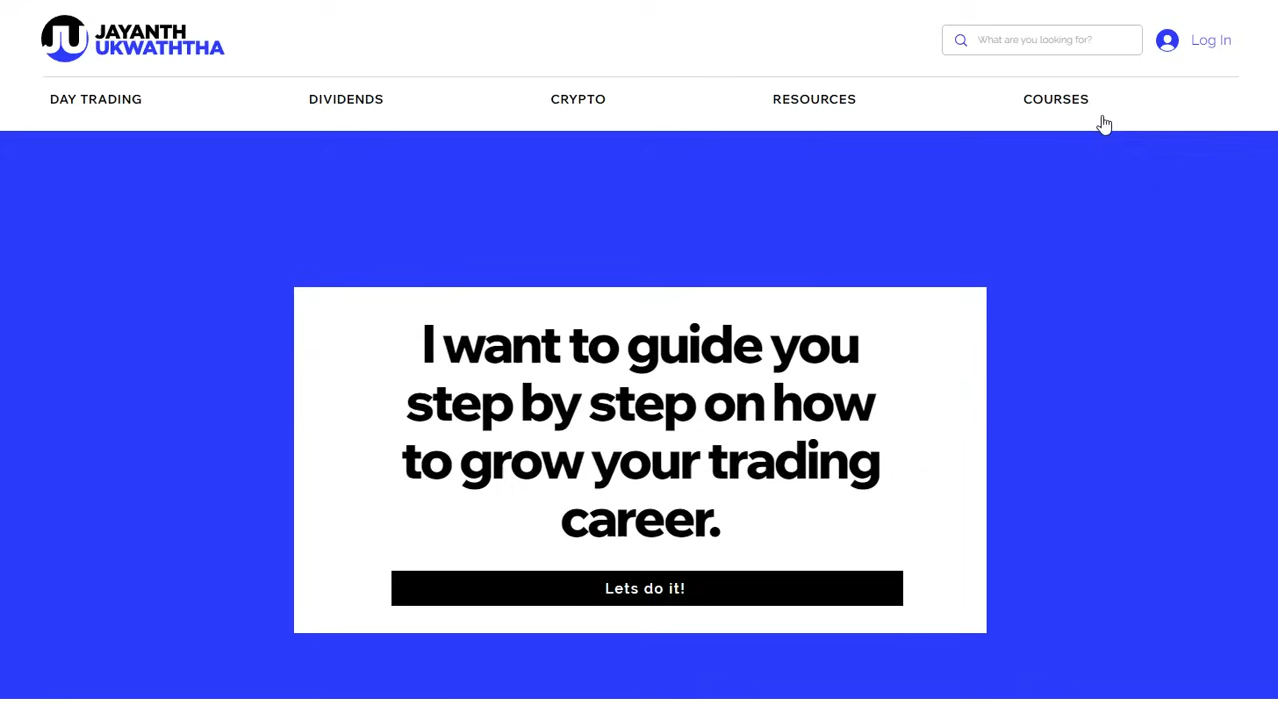 JAYANTH
UKWATHTHA
What are you looking for?
Log In
DAY TRADING
DIVIDENDS
CRYPTO
RESOURCES
COURSES
I want to guide you
step by step on how
to grow your trading
career.
Lets do it!